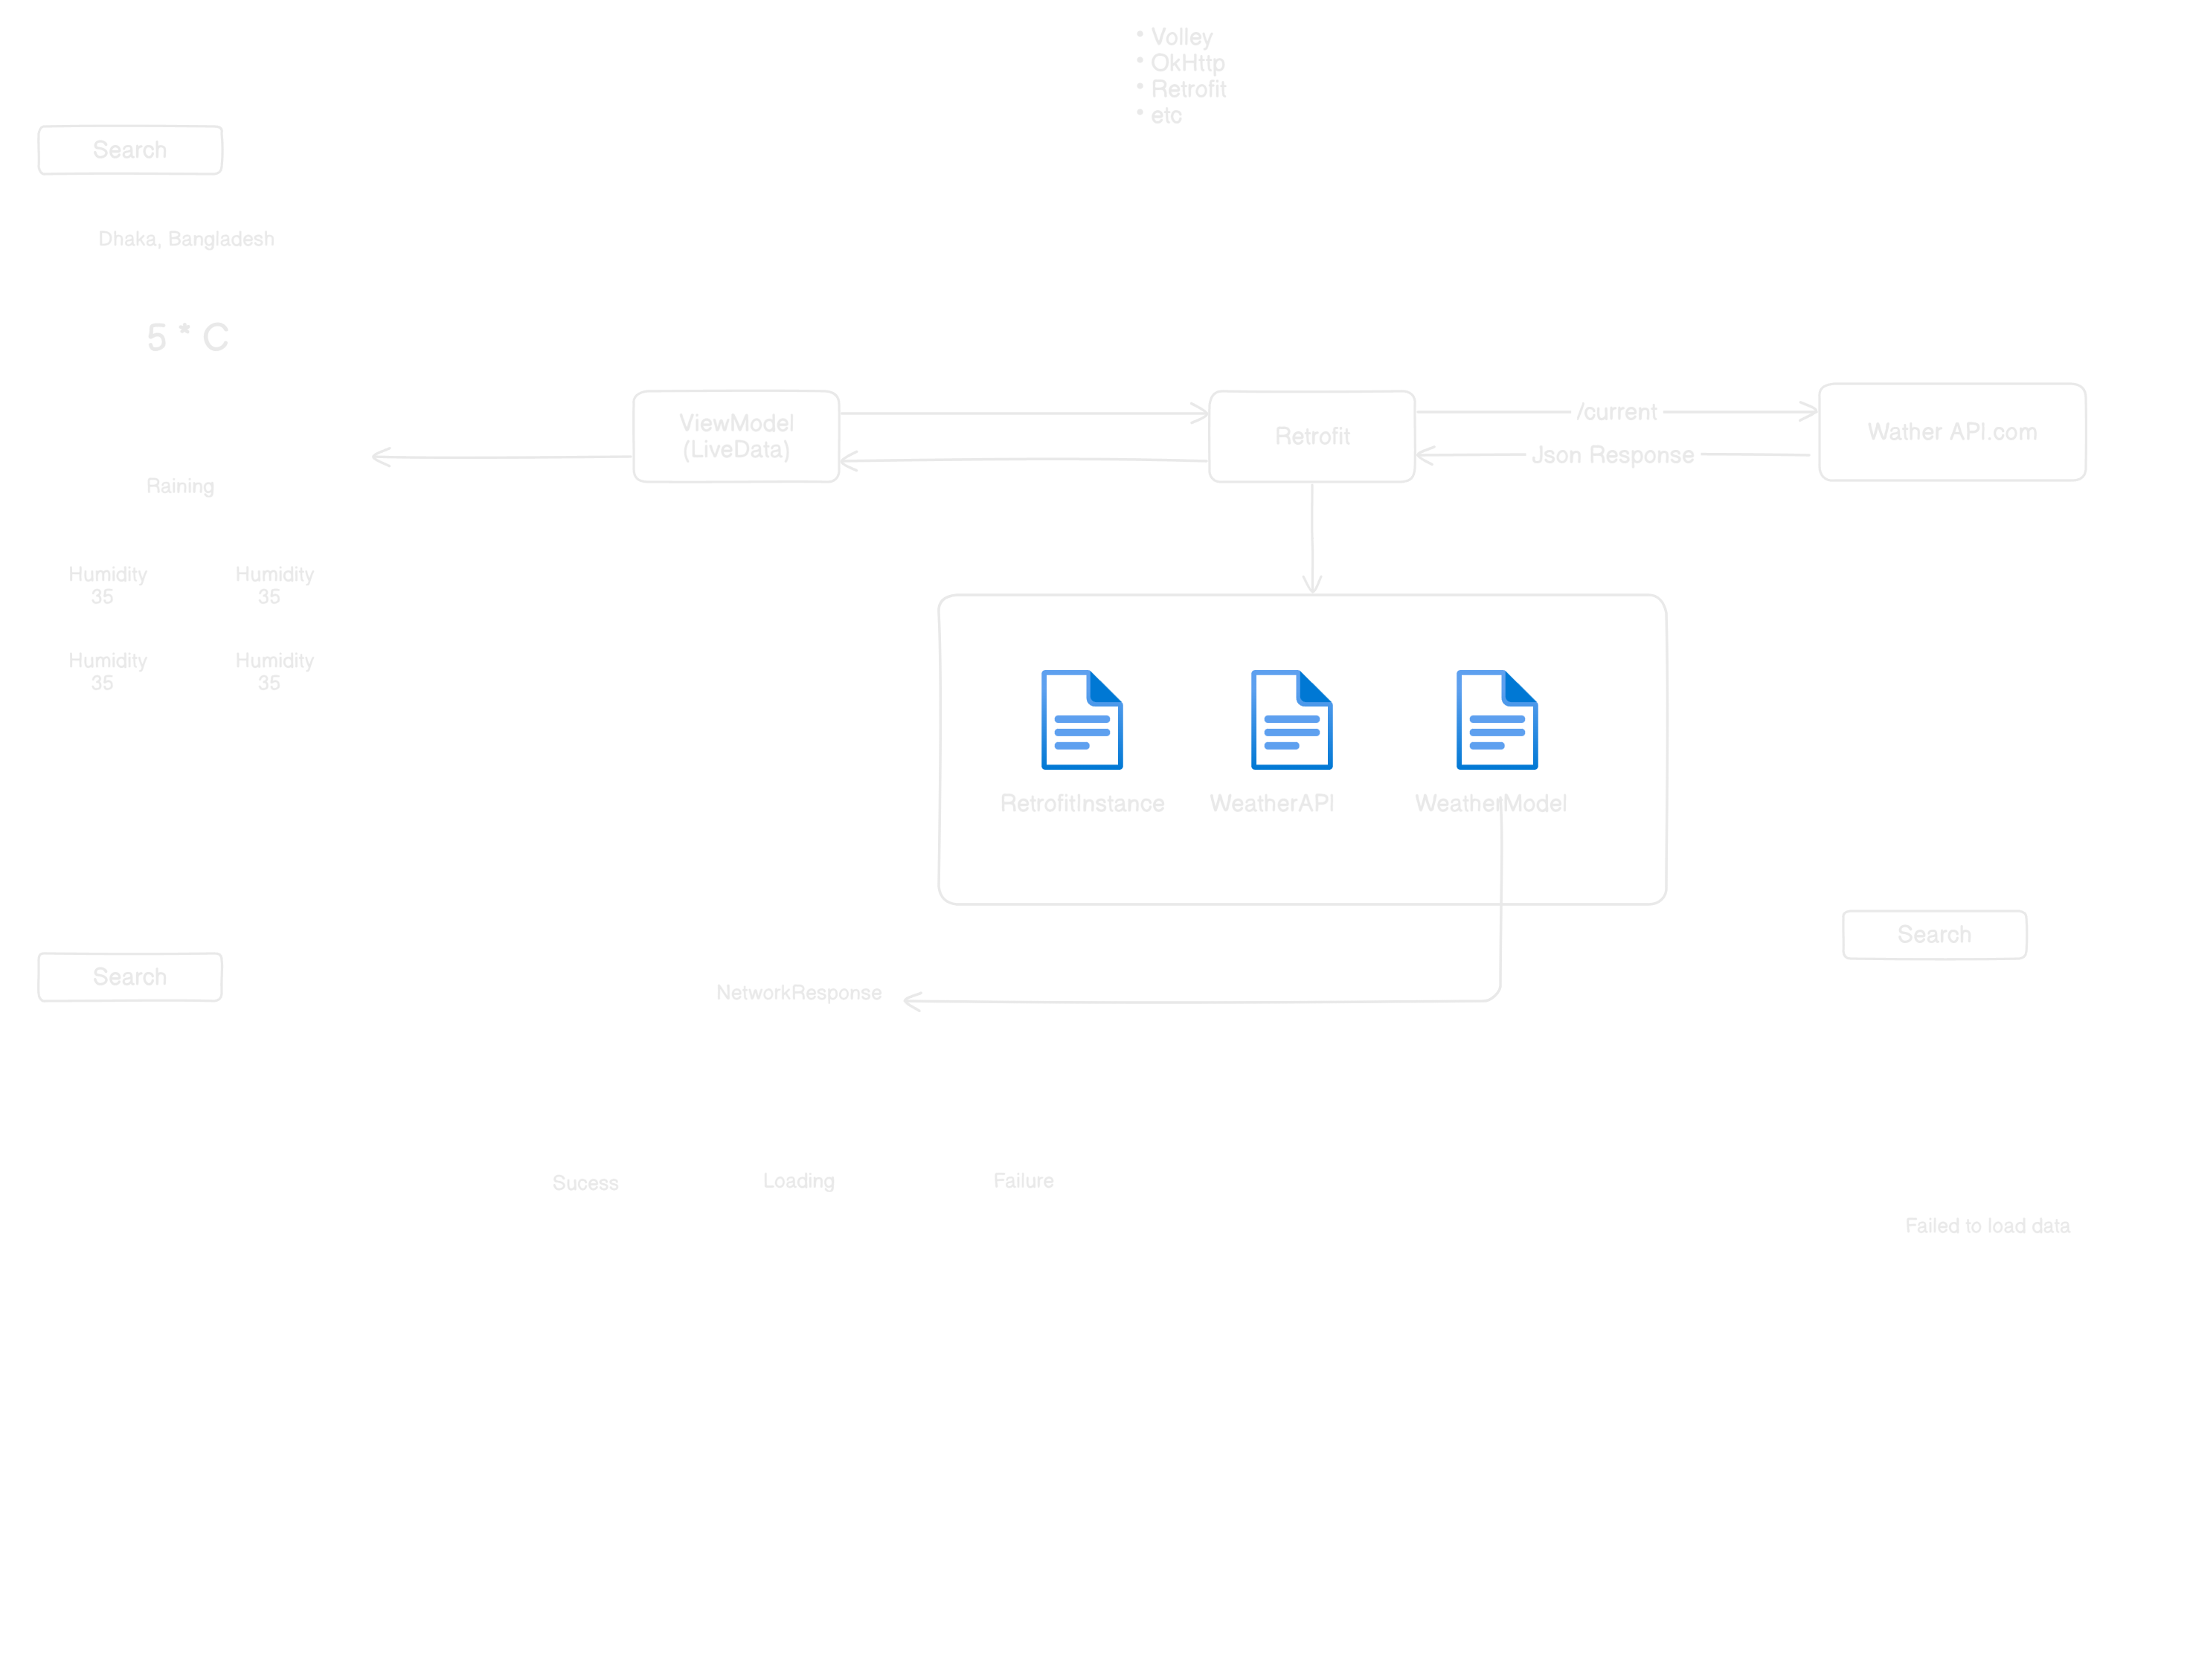 • Volley
• OkHttp
• Retrofit
• etc
Search
Dhaka, Bangladesh
5 * C
Raining
Humidity
35
Humidity
35
Humidity
35
Humidity
35
ViewModel
(LiveData)
Retrofit
/current
Json Response
Wather API.com
RetrofitInstance
WeatherAPI
WeatherModel
Search
NetworkResponse
Search
Sucess
Loading
Failure
Failed to load data